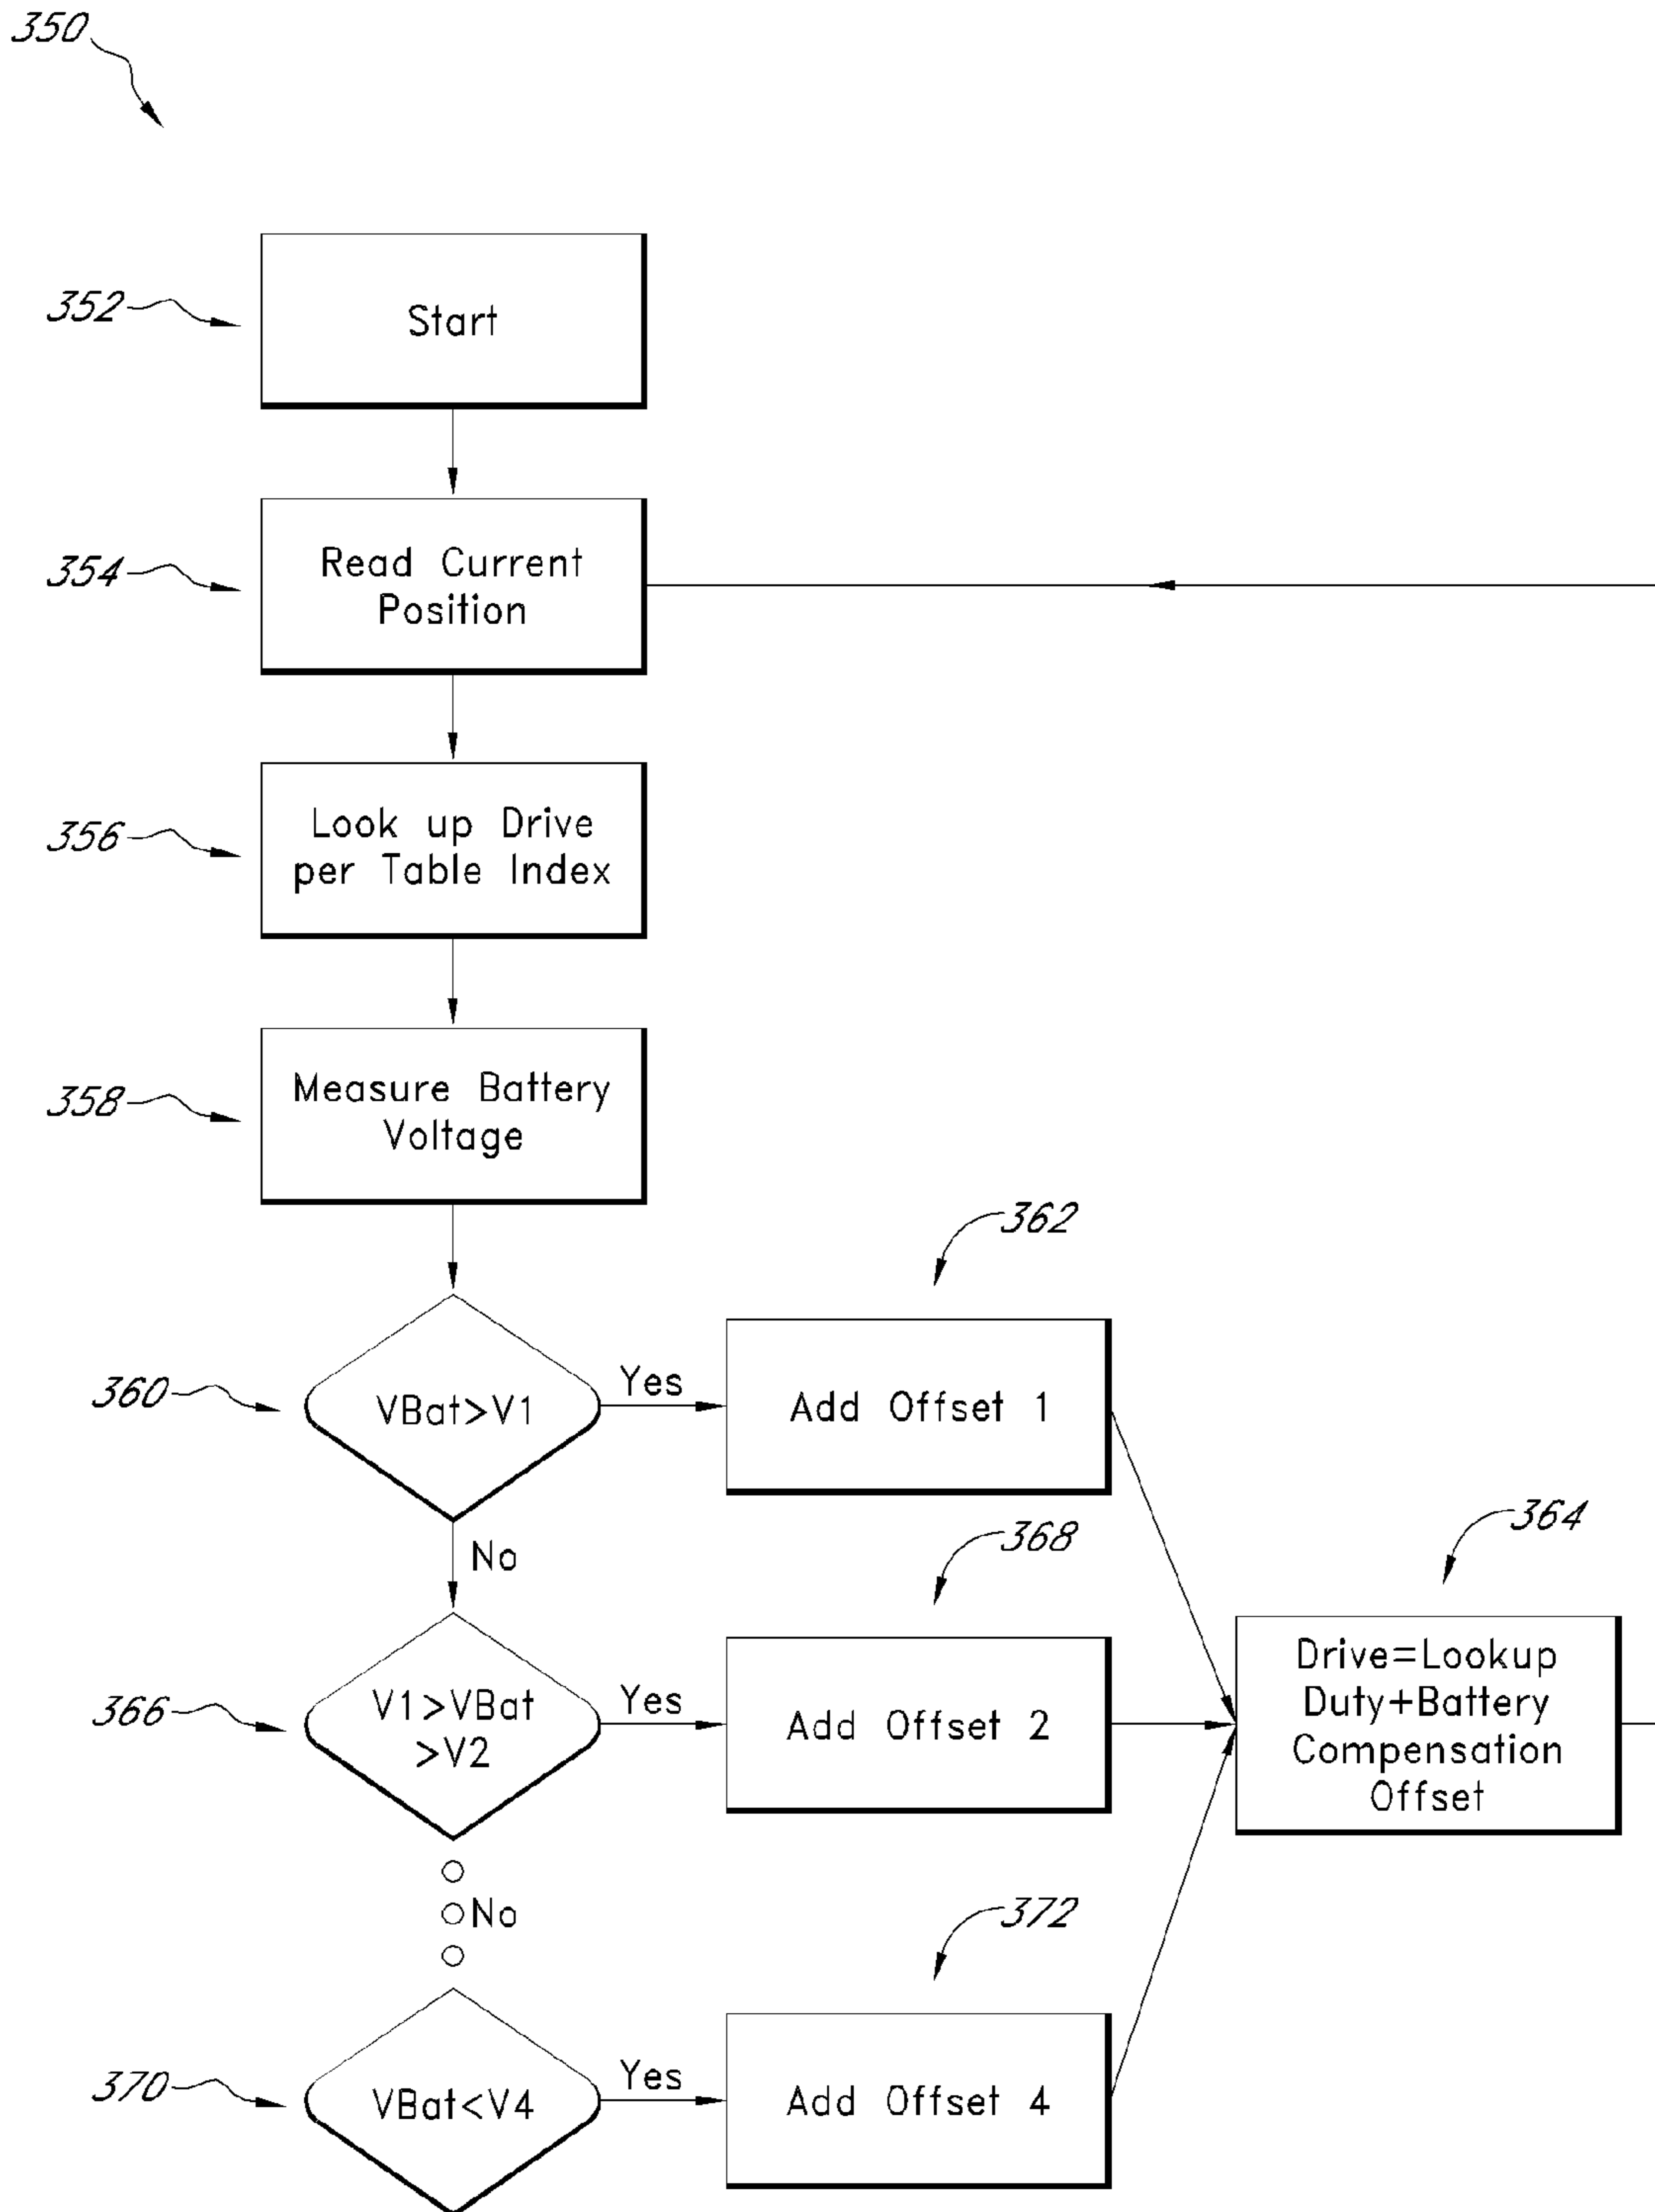 350
352
Start
354
Read Current
Position
356
Look up Drive
per Table Index
358
Measure Battery
Voltage
360
VBat>V1
Yes
362
Add Offset 1
No
366
V1>VBat
>V2
Yes
368
Add Offset 2
364
Drive=Lookup
Duty+Battery
Compensation
Offset
No
370
VBat<V4
Yes
372
Add Offset 4